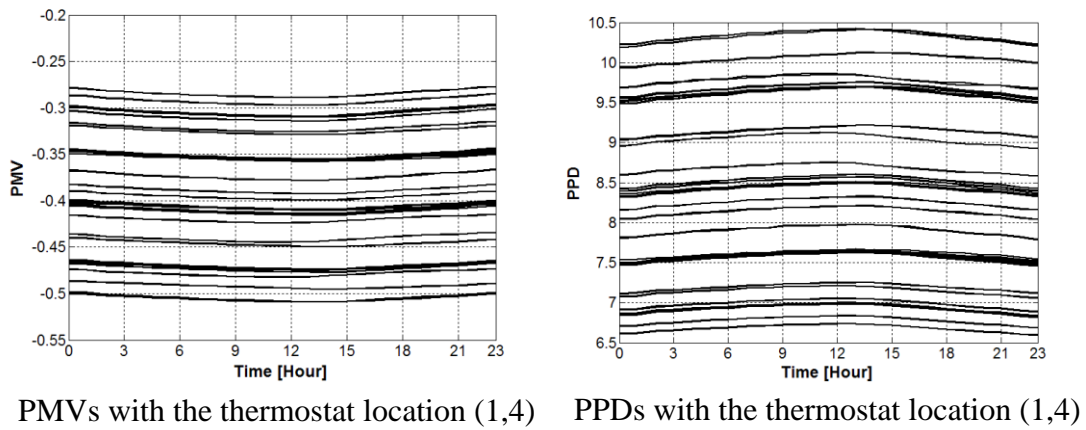 -0.2
-0.25
-0.3
-0.35
-0.4
-0.45
-0.5
-0.55
PMV
0 3 6 9 12 15 18 21 23
Time [Hour]
10.5
10
9.5
9
8.5
8
7.5
7
6.5
PPD
0 3 6 9 12 15 18 21 23
Time [Hour]
PMVs with the thermostat location (1,4)
PPDs with the thermostat location (1,4)